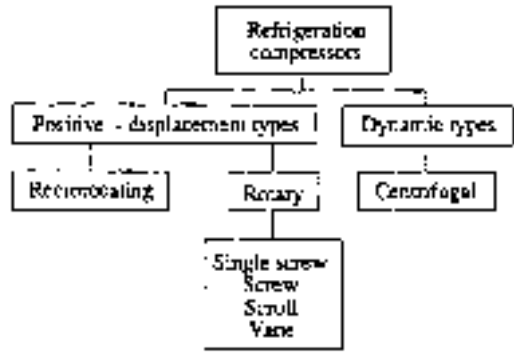 Refrigeration
compressors
Positive - displacement types
Dynamic types
Reciprocating
Rotary
Centrifugal
Single screw
Screw
Scroll
Vane